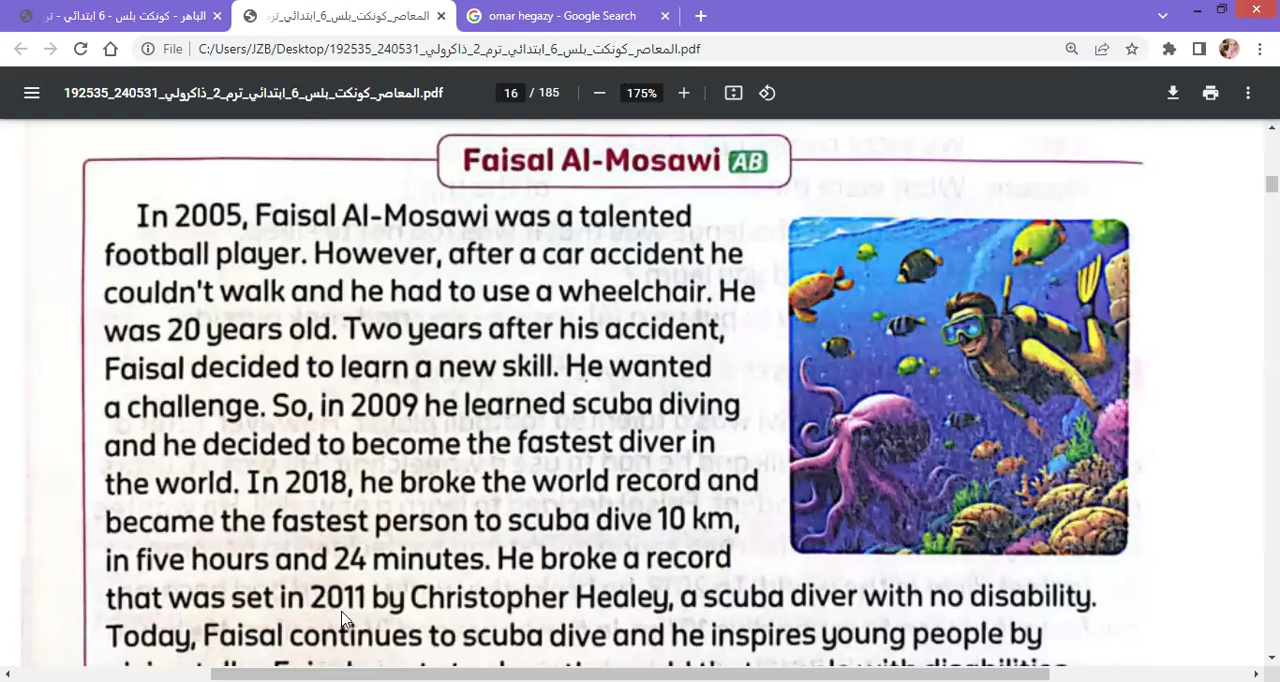 الباهر - كونكت بلس - 6 ابتدائي - تر
المعاصر_كونكت_بلس_6_ابتدائي_تر
omar hegazy - Google Search
File C:/Users/JZB/Desktop/192535_240531_المعاصر_كونكت_بلس_6_ابتدائي_ترم_2_ذاكرولي.pdf
192535_240531_المعاصر_كونكت_بلس_6_ابتدائي_ترم_2_ذاكرولي.pdf 16 / 185 175%
Faisal Al-Mosawi AB
In 2005, Faisal Al-Mosawi was a talented
football player. However, after a car accident he
couldn't walk and he had to use a wheelchair. He
was 20 years old. Two years after his accident,
Faisal decided to learn a new skill. He wanted
a challenge. So, in 2009 he learned scuba diving
and he decided to become the fastest diver in
the world. In 2018, he broke the world record and
became the fastest person to scuba dive 10 km,
in five hours and 24 minutes. He broke a record
that was set in 2011 by Christopher Healey, a scuba diver with no disability.
Today, Faisal continues to scuba dive and he inspires young people by